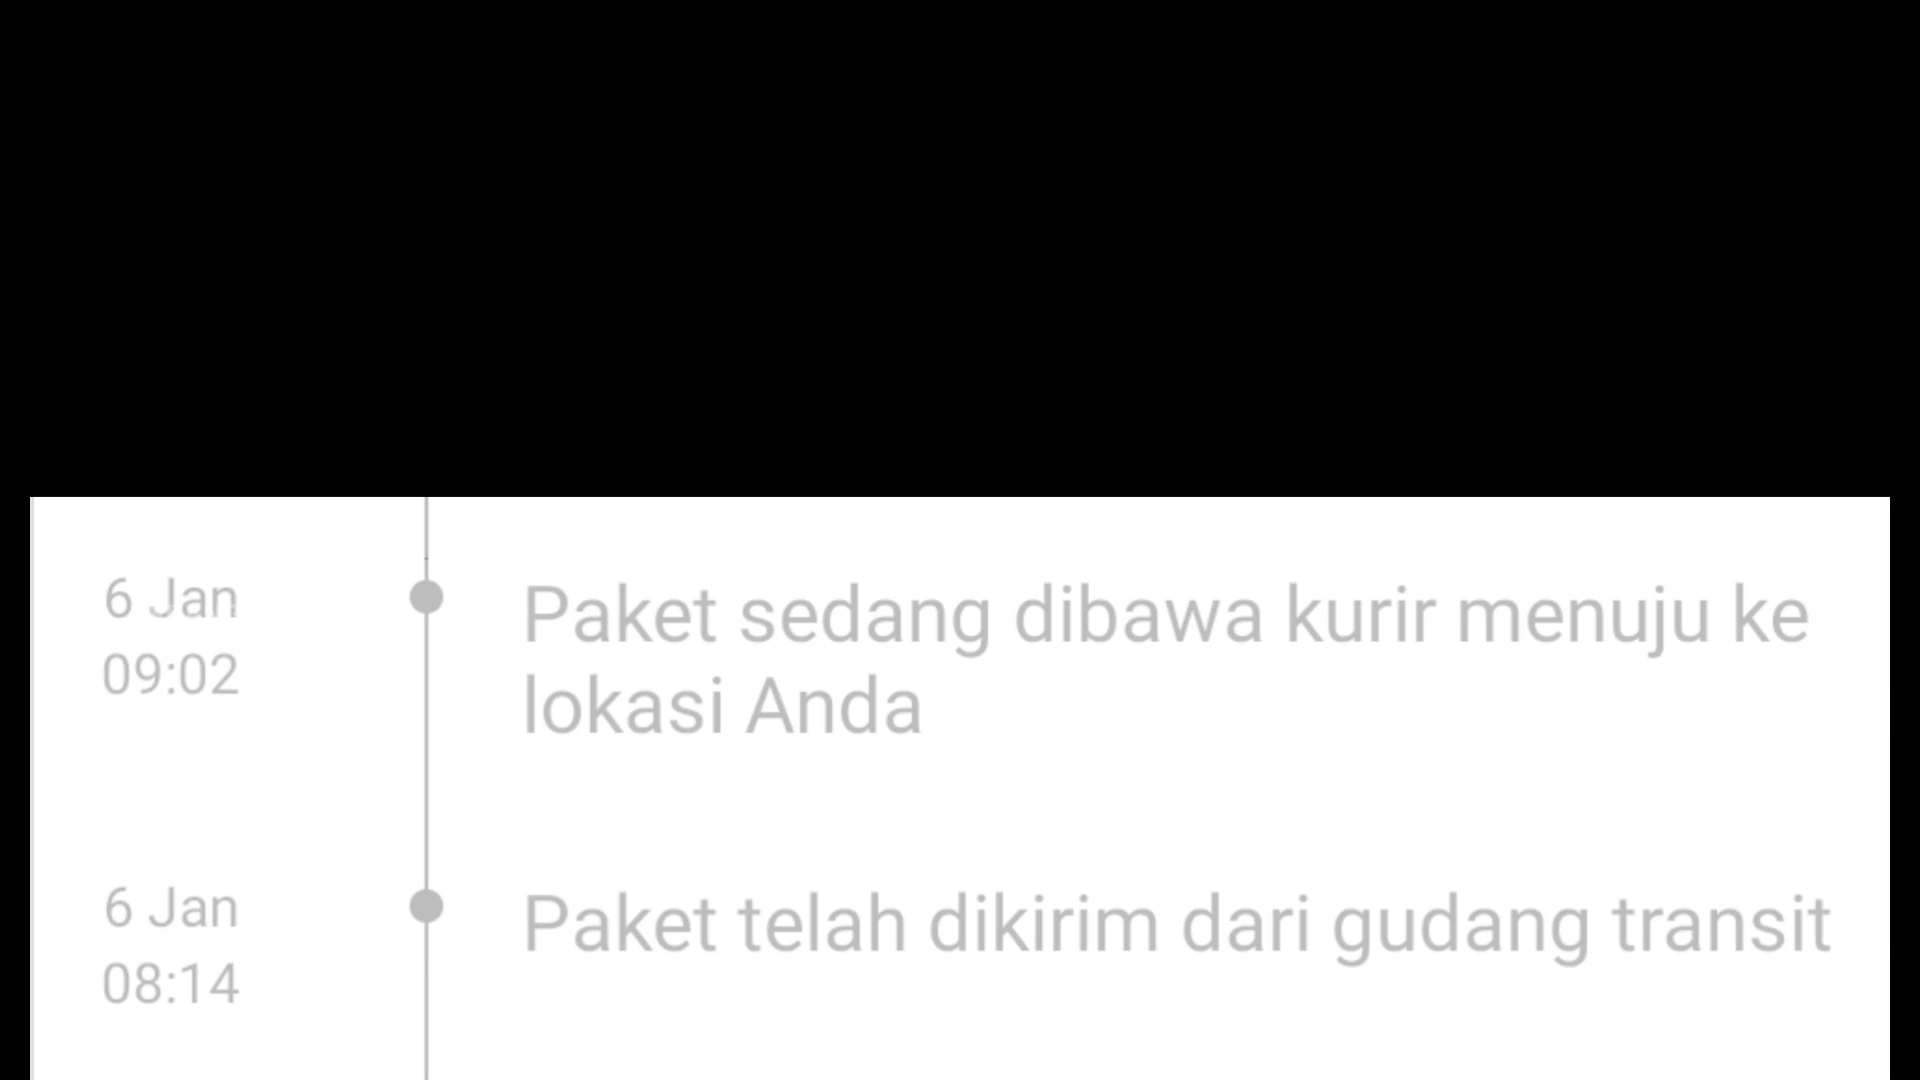 6 Jan
09:02
Paket sedang dibawa kurir menuju ke
lokasi Anda
6 Jan
08:14
Paket telah dikirim dari gudang transit